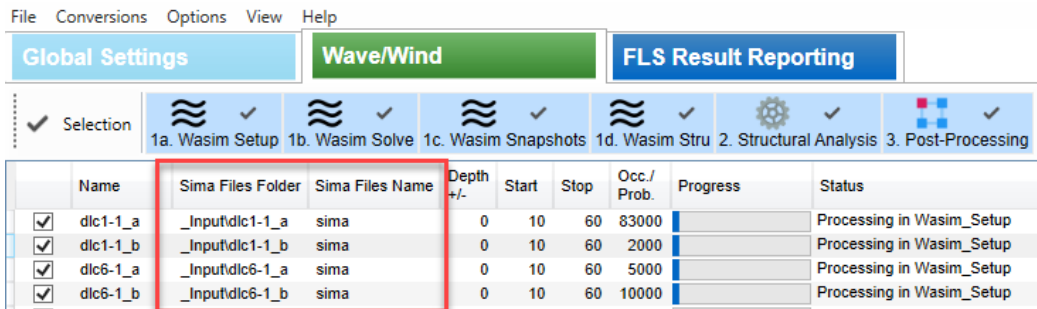 File Conversions Options View Help
Global Settings Wave/Wind FLS Result Reporting
Selection 1a. Wasim Setup 1b. Wasim Solve 1c. Wasim Snapshots 1d. Wasim Stru 2. Structural Analysis 3. Post-Processing
Name Sima Files Folder Sima Files Name Depth +/- Start Stop Occ./ Prob. Progress Status
dlc1-1_a _Input\dlc1-1_a sima 0 10 60 83000 Processing in Wasim_Setup
dlc1-1_b _Input\dlc1-1_b sima 0 10 60 2000 Processing in Wasim_Setup
dlc6-1_a _Input\dlc6-1_a sima 0 10 60 5000 Processing in Wasim_Setup
dlc6-1_b _Input\dlc6-1_b sima 0 10 60 10000 Processing in Wasim_Setup